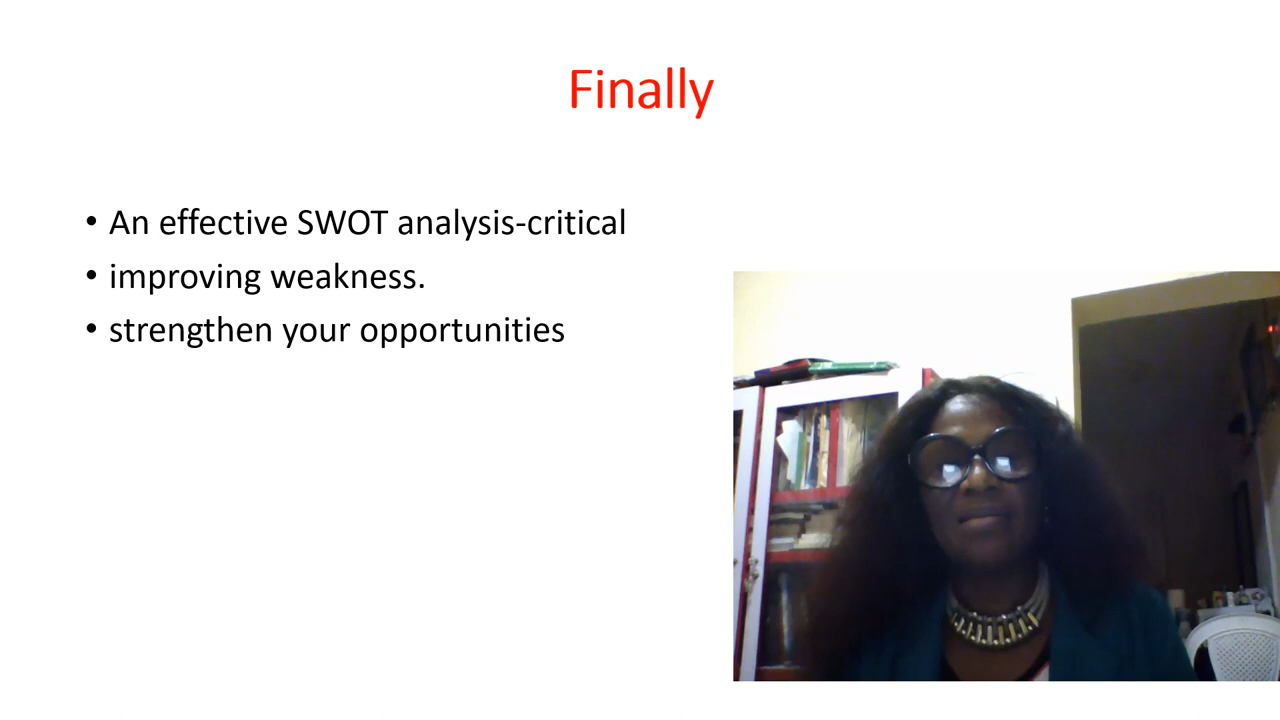 Finally
• An effective SWOT analysis-critical
• improving weakness.
• strengthen your opportunities